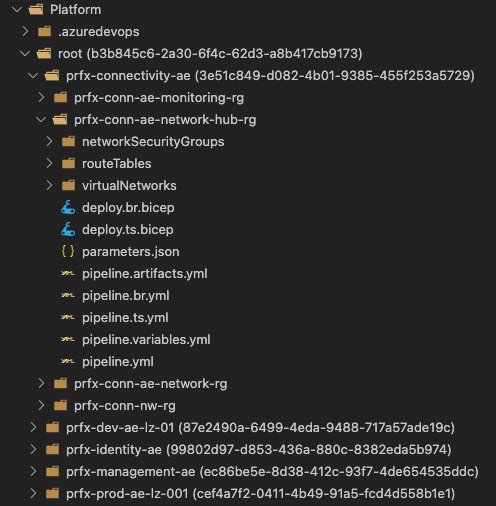 Platform
.azuredevops
root (b3b845c6-2a30-6f4c-62d3-a8b417cb9173)
prfx-connectivity-ae (3e51c849-d082-4b01-9385-455f253a5729)
prfx-conn-ae-monitoring-rg
prfx-conn-ae-network-hub-rg
networkSecurityGroups
routeTables
virtualNetworks
deploy.br.bicep
deploy.ts.bicep
parameters.json
pipeline.artifacts.yml
pipeline.br.yml
pipeline.ts.yml
pipeline.variables.yml
pipeline.yml
prfx-conn-ae-network-rg
prfx-conn-nw-rg
prfx-dev-ae-lz-01 (87e2490a-6499-4eda-9488-717a57ade19c)
prfx-identity-ae (99802d97-d853-436a-880c-8382eda5b974)
prfx-management-ae (ec86be5e-8d38-412c-93f7-4de654535ddc)
prfx-prod-ae-lz-001 (cef4a7f2-0411-4b49-91a5-fcd4d558b1e1)